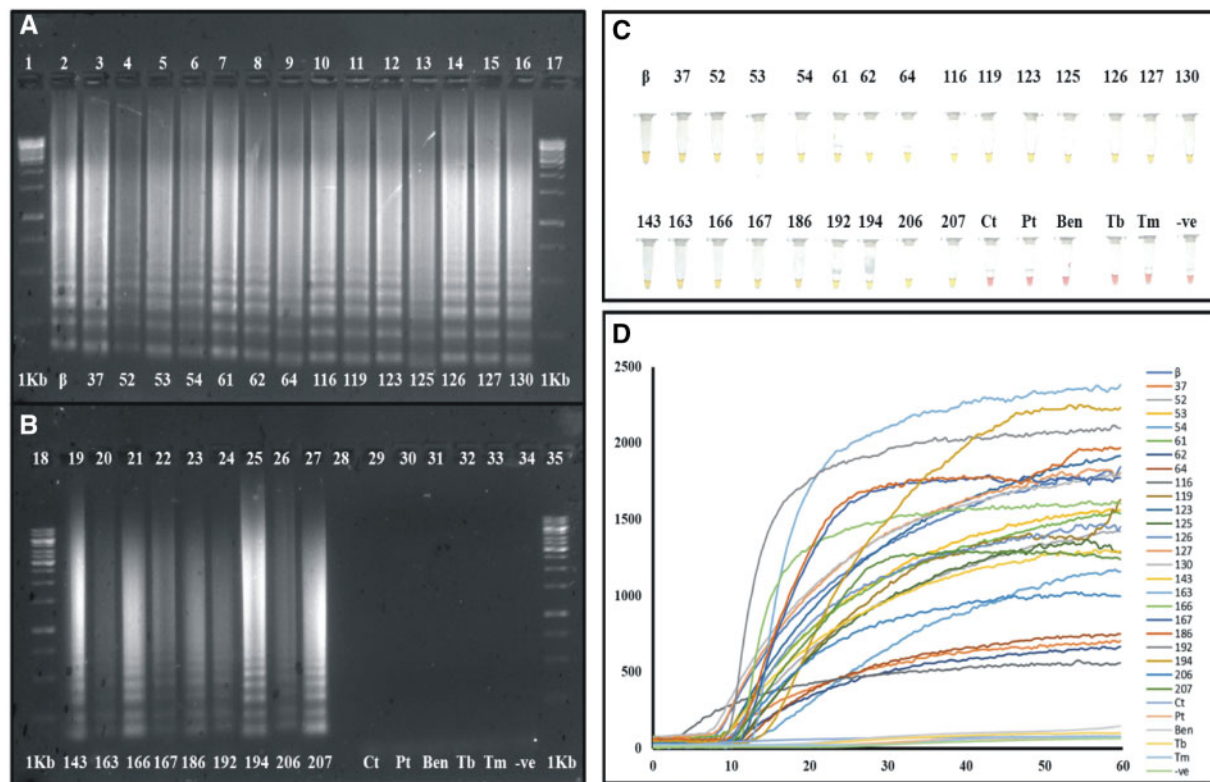 A
1 2 3 4 5 6 7 8 9 10 11 12 13 14 15 16 17
1Kb β 37 52 53 54 61 62 64 116 119 123 125 126 127 130 1Kb
B
18 19 20 21 22 23 24 25 26 27 28 29 30 31 32 33 34 35
1Kb 143 163 166 167 186 192 194 206 207 Ct Pt Ben Tb Tm -ve 1Kb
C
β 37 52 53 54 61 62 64 116 119 123 125 126 127 130
143 163 166 167 186 192 194 206 207 Ct Pt Ben Tb Tm -ve
D
2500
2000
1500
1000
500
0
0 10 20 30 40 50 60
β
37
52
53
54
61
62
64
116
119
123
125
126
127
130
143
163
166
167
186
192
194
206
207
Ct
Pt
Ben
Tb
Tm
-ve